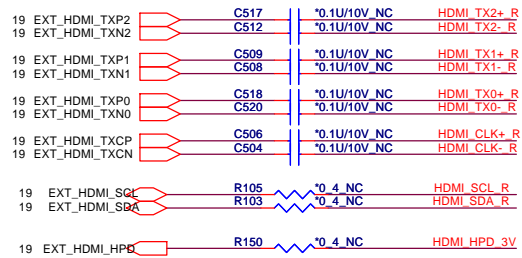 19 EXT_HDMI_TXP2 C517 *0.1U/10V_NC HDMI_TX2+_R
19 EXT_HDMI_TXN2 C512 *0.1U/10V_NC HDMI_TX2-_R
19 EXT_HDMI_TXP1 C509 *0.1U/10V_NC HDMI_TX1+_R
19 EXT_HDMI_TXN1 C508 *0.1U/10V_NC HDMI_TX1-_R
19 EXT_HDMI_TXP0 C518 *0.1U/10V_NC HDMI_TX0+_R
19 EXT_HDMI_TXN0 C520 *0.1U/10V_NC HDMI_TX0-_R
19 EXT_HDMI_TXCP C506 *0.1U/10V_NC HDMI_CLK+_R
19 EXT_HDMI_TXCN C504 *0.1U/10V_NC HDMI_CLK-_R
19 EXT_HDMI_SCL R105 *0_4_NC HDMI_SCL_R
19 EXT_HDMI_SDA R103 *0_4_NC HDMI_SDA_R
19 EXT_HDMI_HPD R150 *0_4_NC HDMI_HPD_3V